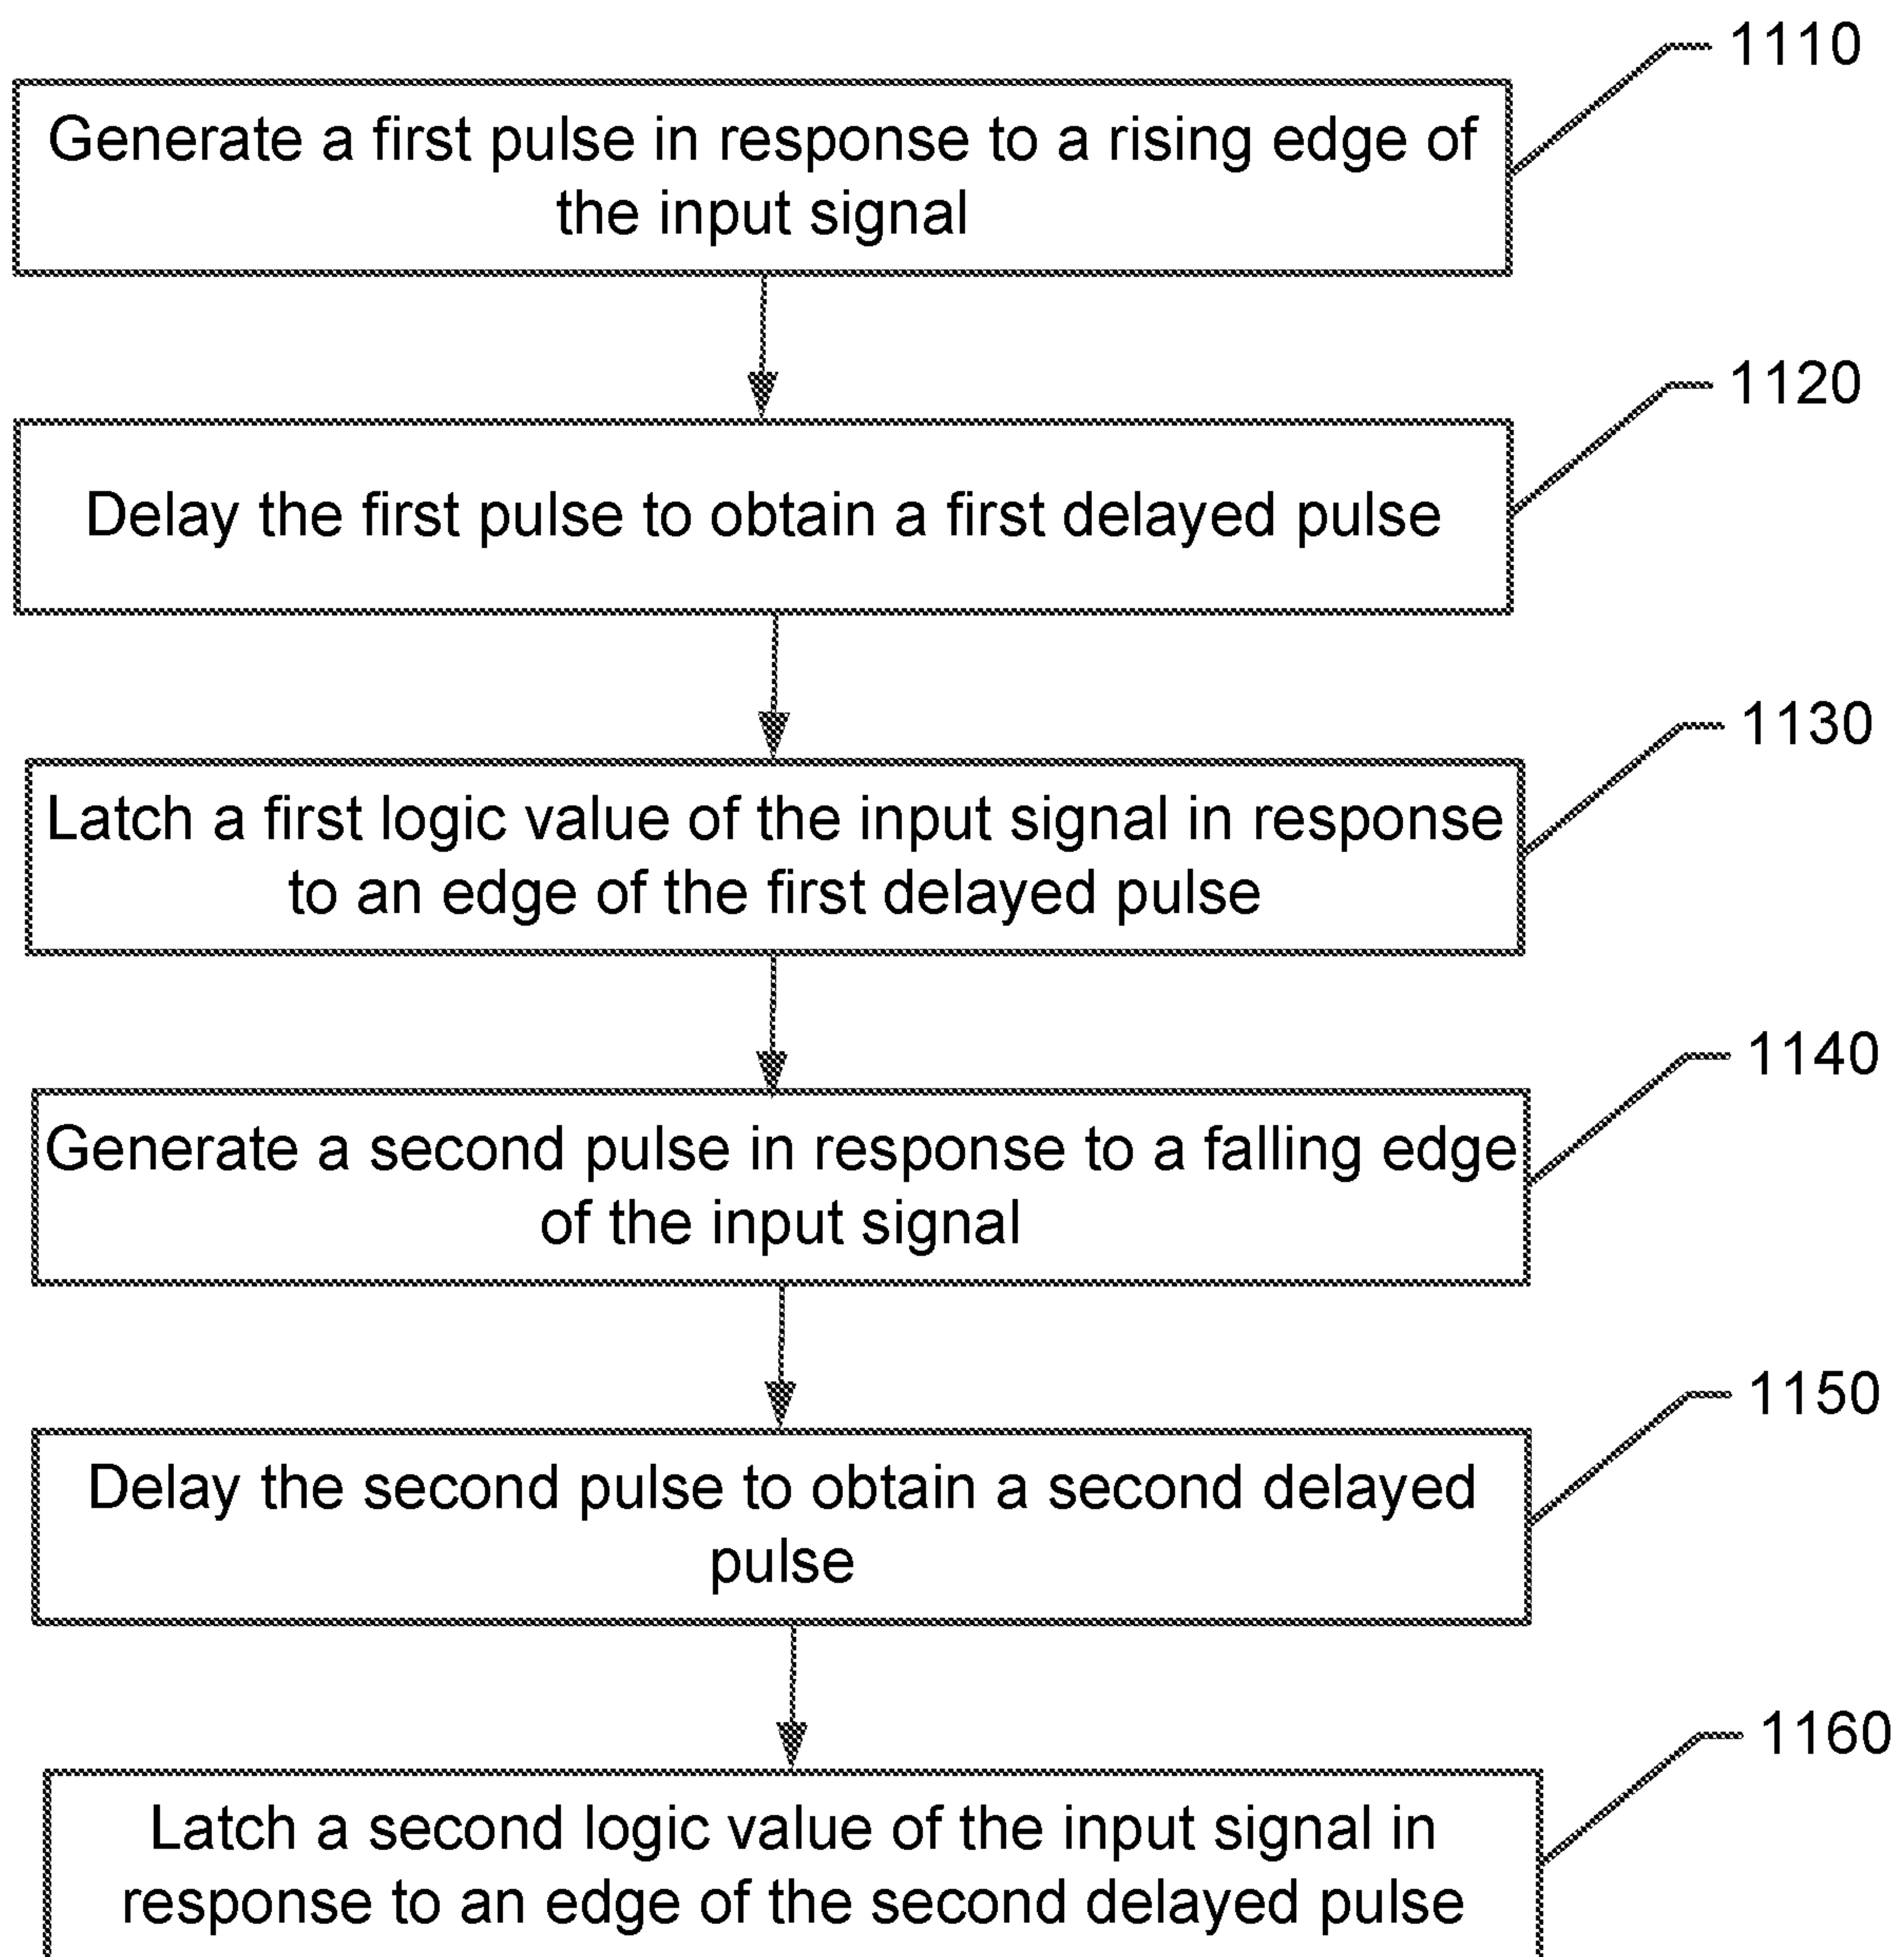 1110
Generate a first pulse in response to a rising edge of
the input signal
1120
Delay the first pulse to obtain a first delayed pulse
1130
Latch a first logic value of the input signal in response
to an edge of the first delayed pulse
1140
Generate a second pulse in response to a falling edge
of the input signal
1150
Delay the second pulse to obtain a second delayed
pulse
1160
Latch a second logic value of the input signal in
response to an edge of the second delayed pulse